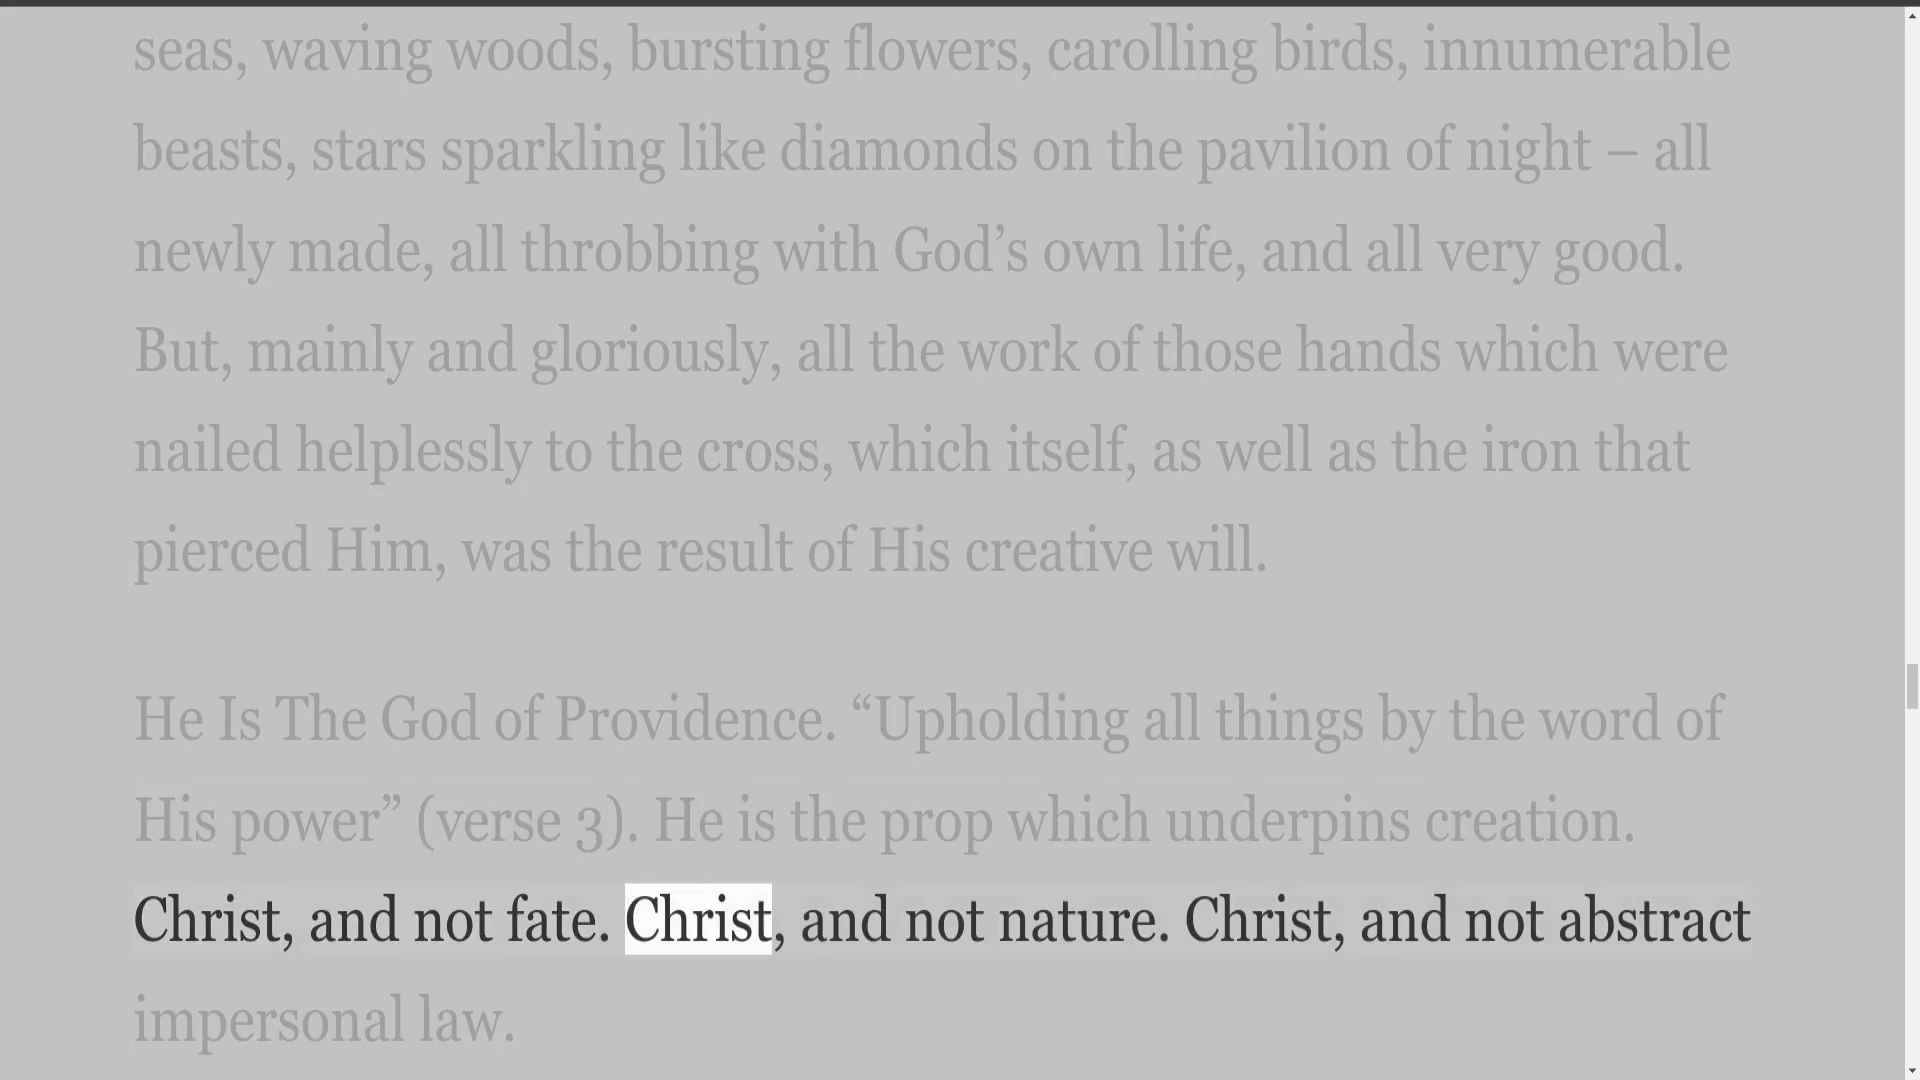 seas, waving woods, bursting flowers, carolling birds, innumerable
beasts, stars sparkling like diamonds on the pavilion of night – all
newly made, all throbbing with God’s own life, and all very good.
But, mainly and gloriously, all the work of those hands which were
nailed helplessly to the cross, which itself, as well as the iron that
pierced Him, was the result of His creative will.
He Is The God of Providence. “Upholding all things by the word of
His power” (verse 3). He is the prop which underpins creation.
Christ, and not fate. Christ, and not nature. Christ, and not abstract
impersonal law.